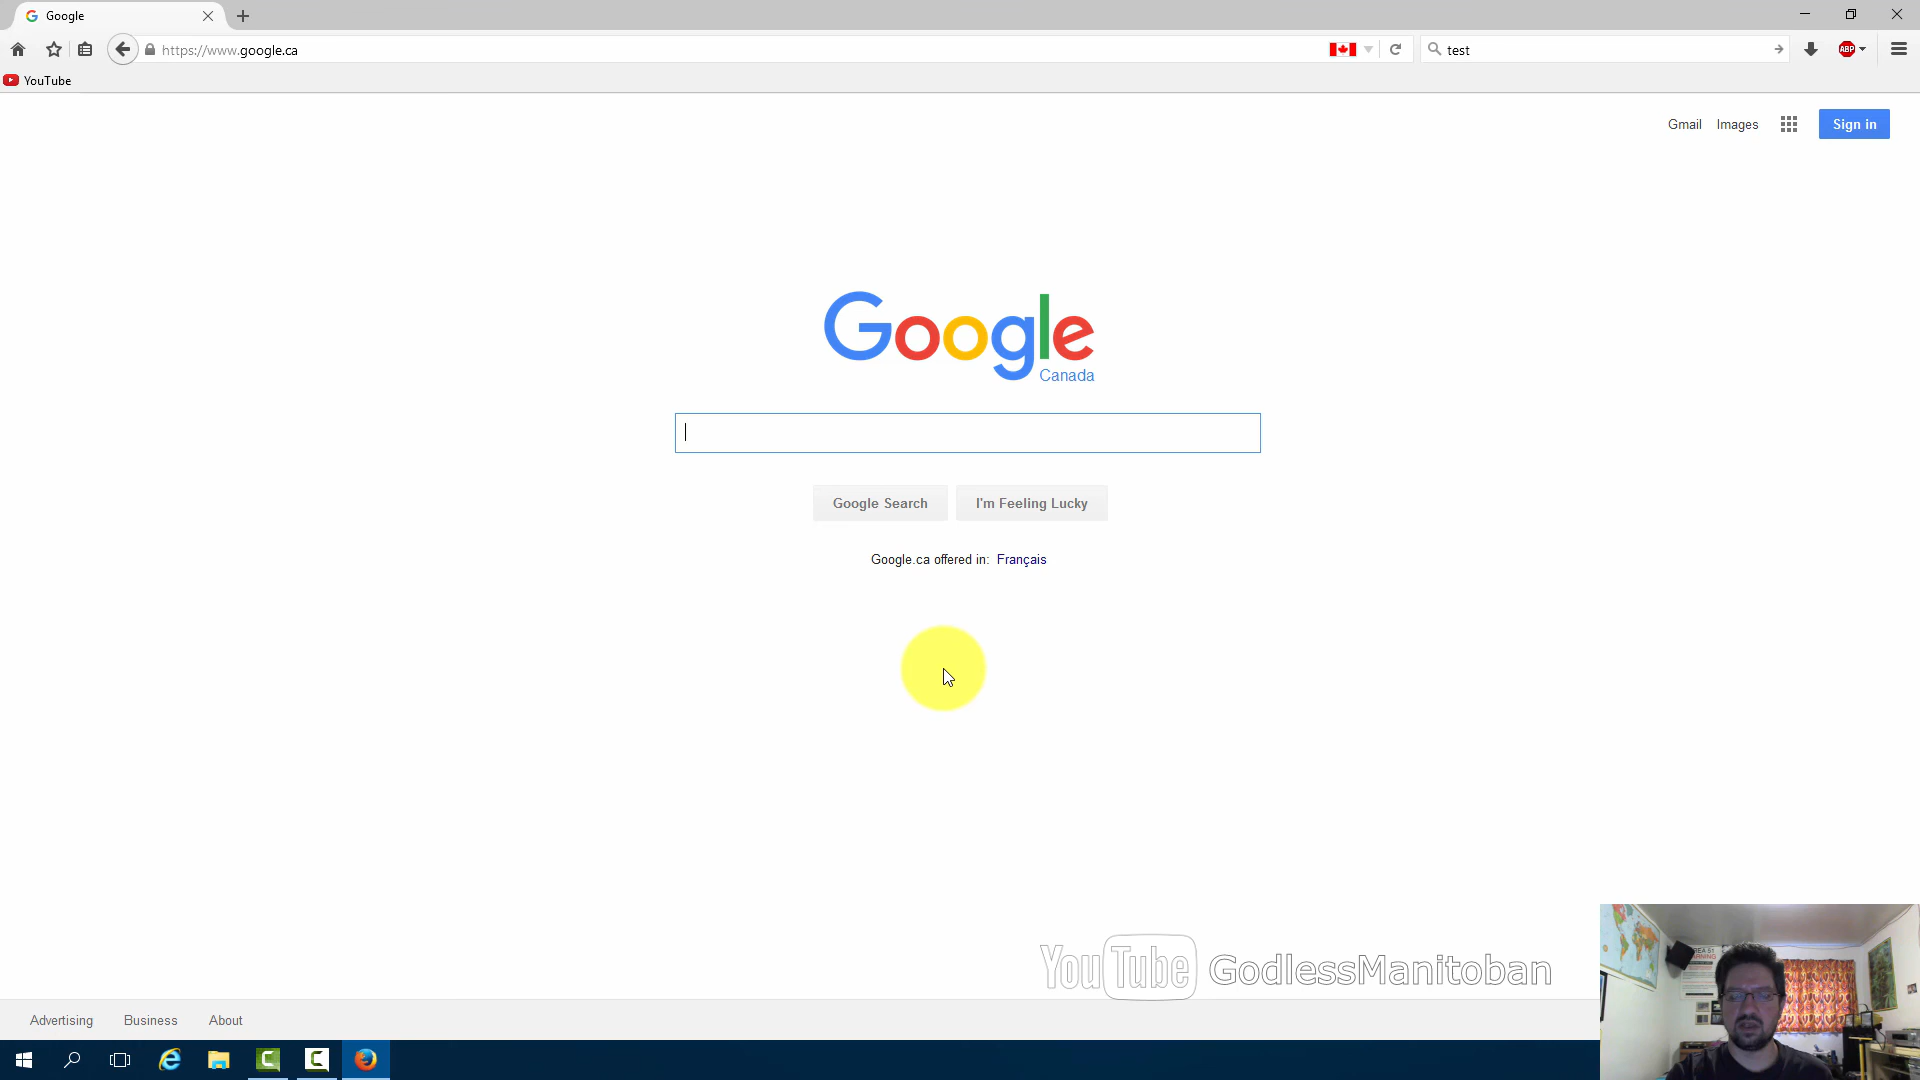 Google
https://www.google.ca
test
ABP
YouTube
Gmail Images Sign in
Google
Canada
Google Search I'm Feeling Lucky
Google.ca offered in: Français
YouTube GodlessManitoban
Advertising Business About